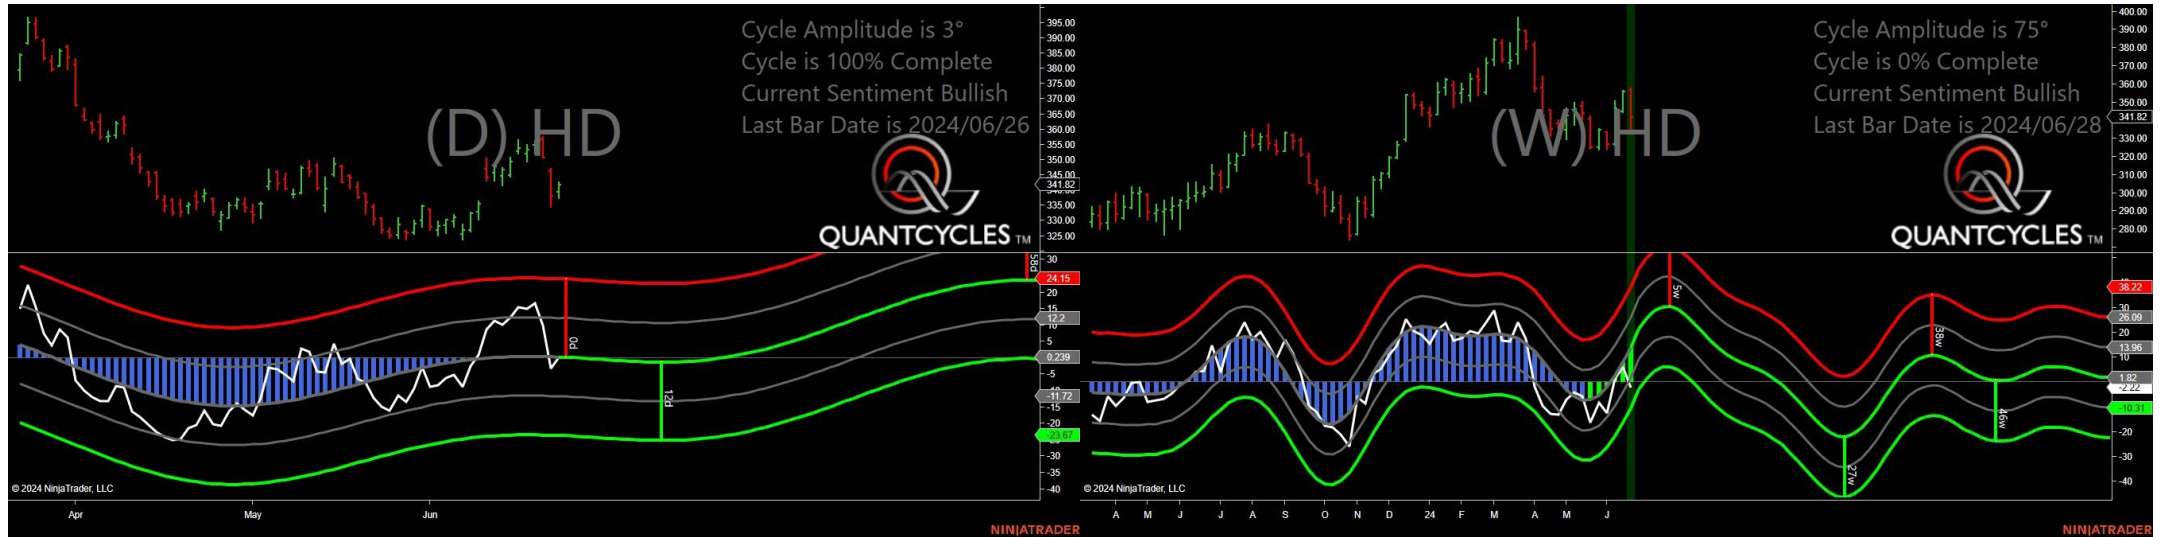 Cycle Amplitude is 3°
Cycle is 100% Complete
Current Sentiment Bullish
Last Bar Date is 2024/06/26
(D) HD
QUANTCYCLES TM
395.00
390.00
385.00
380.00
375.00
370.00
365.00
360.00
355.00
350.00
345.00
341.82
335.00
330.00
325.00
30
58d
24.15
20
15
12.2
5
0.239
-5
-11.72
-15
-20
-23.67
-30
-35
-40
0d
12d
© 2024 NinjaTrader, LLC
Apr
May
Jun
NINJATRADER
Cycle Amplitude is 75°
Cycle is 0% Complete
Current Sentiment Bullish
Last Bar Date is 2024/06/28
(W) HD
QUANTCYCLES TM
400.00
390.00
380.00
370.00
360.00
350.00
341.82
330.00
320.00
310.00
300.00
290.00
280.00
38.22
30
26.09
20
13.96
10
1.82
-2.22
-10.31
-20
-30
-40
5w
38w
27w
46w
© 2024 NinjaTrader, LLC
A M J J A S O N D 24 F M A M J
NINJATRADER